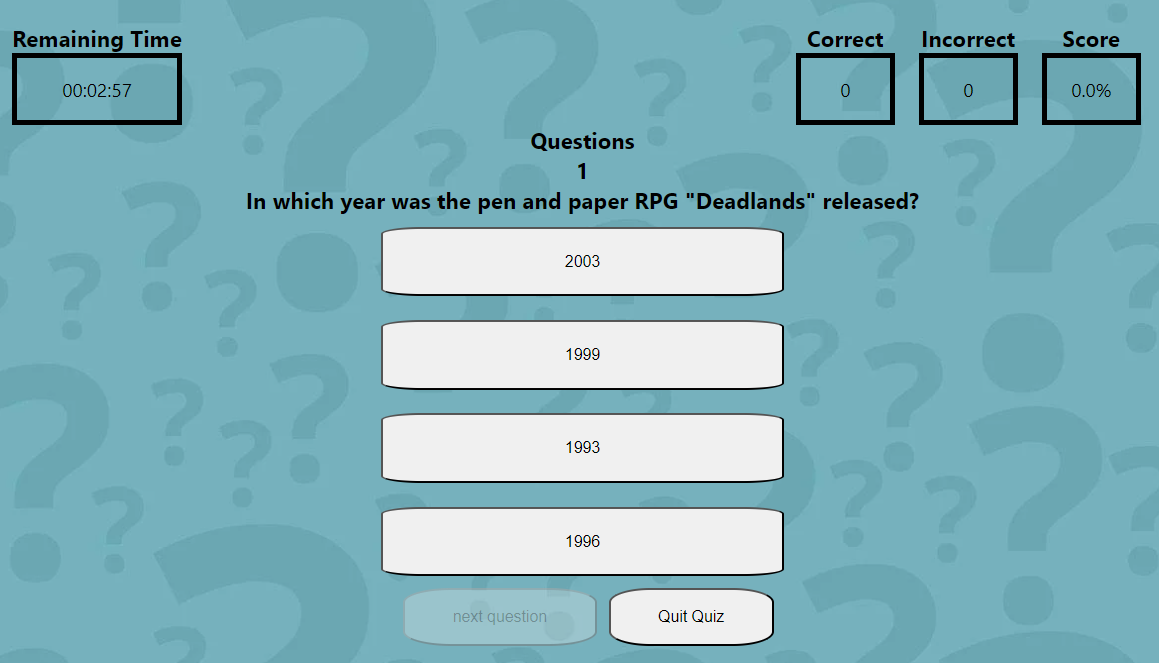 Remaining Time
00:02:57
Correct
0
Incorrect
0
Score
0.0%
Questions
1
In which year was the pen and paper RPG "Deadlands" released?
2003
1999
1993
1996
next question
Quit Quiz